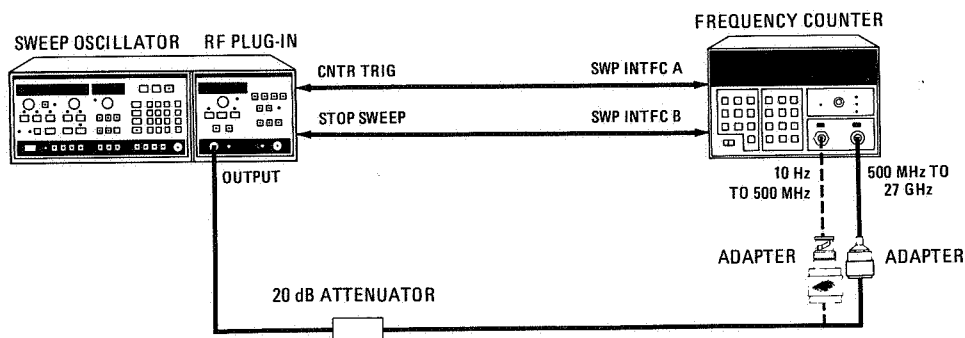 FREQUENCY COUNTER
SWEEP OSCILLATOR RF PLUG-IN
CNTR TRIG SWP INTFC A
STOP SWEEP SWP INTFC B
OUTPUT
10 Hz
TO 500 MHz
500 MHz TO
27 GHz
ADAPTER ADAPTER
20 dB ATTENUATOR